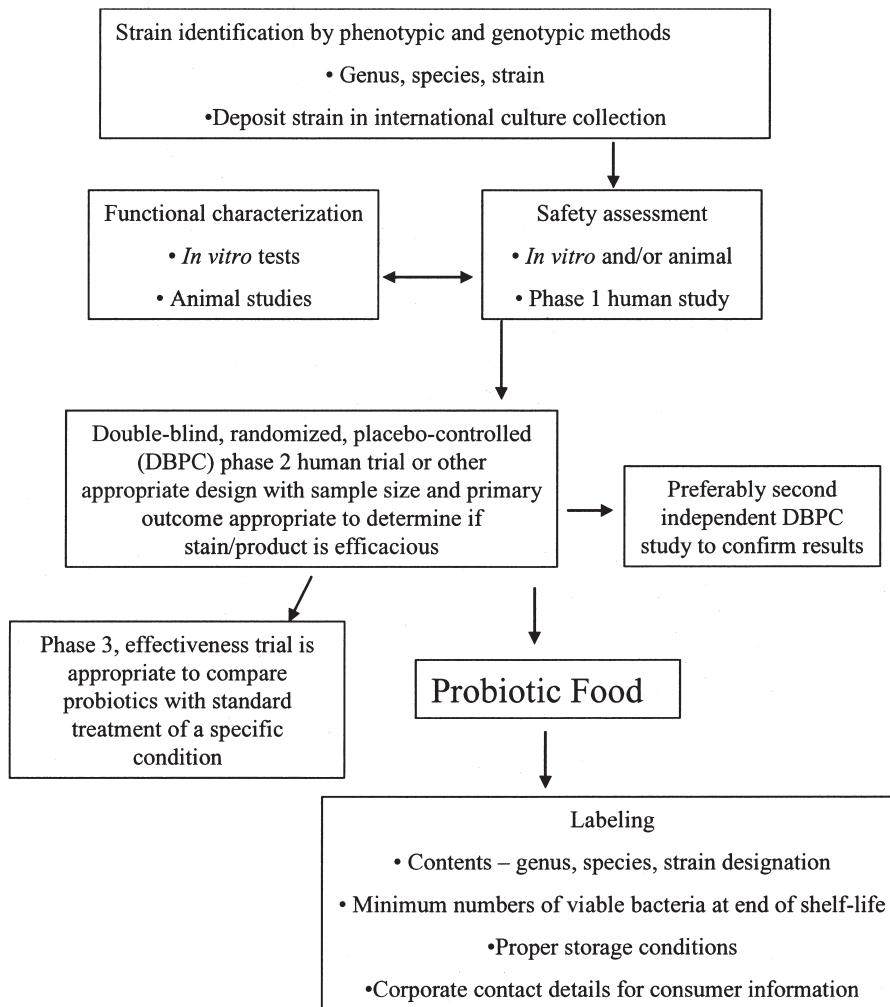 Strain identification by phenotypic and genotypic methods
• Genus, species, strain
•Deposit strain in international culture collection
Functional characterization
• In vitro tests
• Animal studies
Safety assessment
• In vitro and/or animal
• Phase 1 human study
Double-blind, randomized, placebo-controlled
(DBPC) phase 2 human trial or other
appropriate design with sample size and primary
outcome appropriate to determine if
stain/product is efficacious
Preferably second
independent DBPC
study to confirm results
Phase 3, effectiveness trial is
appropriate to compare
probiotics with standard
treatment of a specific
condition
Probiotic Food
Labeling
• Contents – genus, species, strain designation
• Minimum numbers of viable bacteria at end of shelf-life
•Proper storage conditions
•Corporate contact details for consumer information